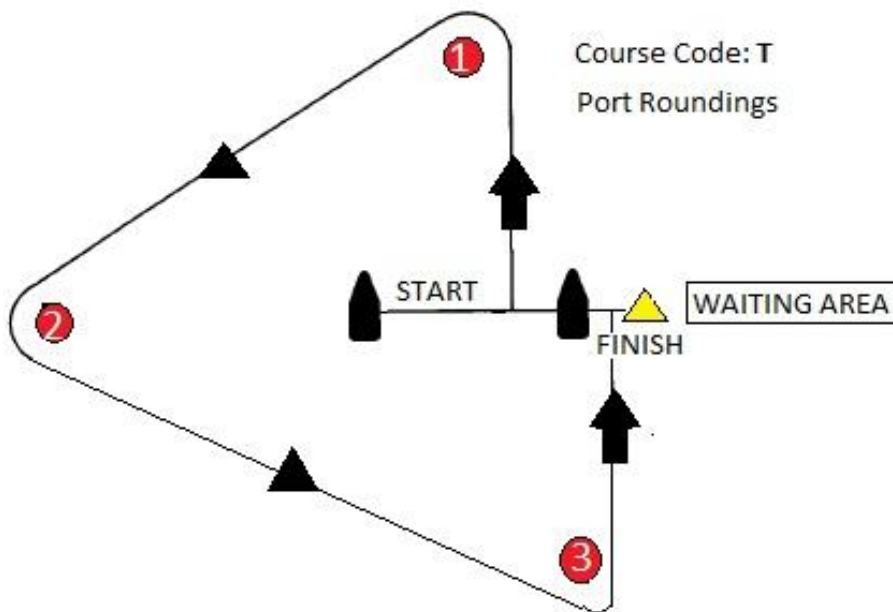 1
Course Code: T
Port Roundings
START
WAITING AREA
2
FINISH
3